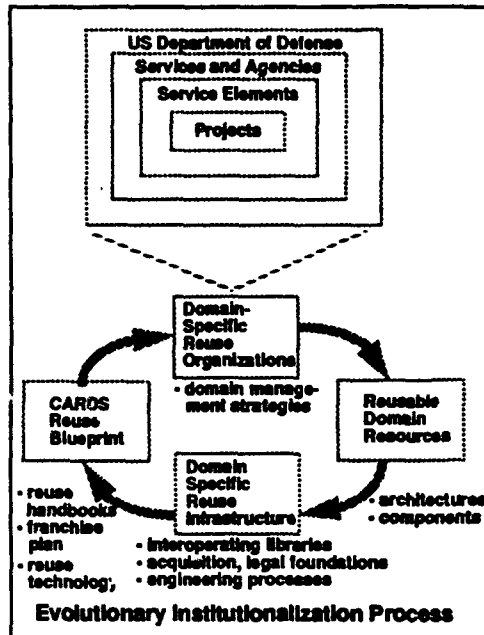 US Department of Defense
Services and Agencies
Service Elements
Projects
Domain-
Specific
Reuse
Organizations
• domain manage-
ment strategies
CARDS
Reuse
Blueprint
Reusable
Domain
Resources
Domain
Specific
Reuse
Infrastructure
• reuse
handbooks
• franchise
plan
• reuse
technolog;
• architectures
• components
• interoperating libraries
• acquisition, legal foundations
• engineering processes
Evolutionary Institutionalization Process